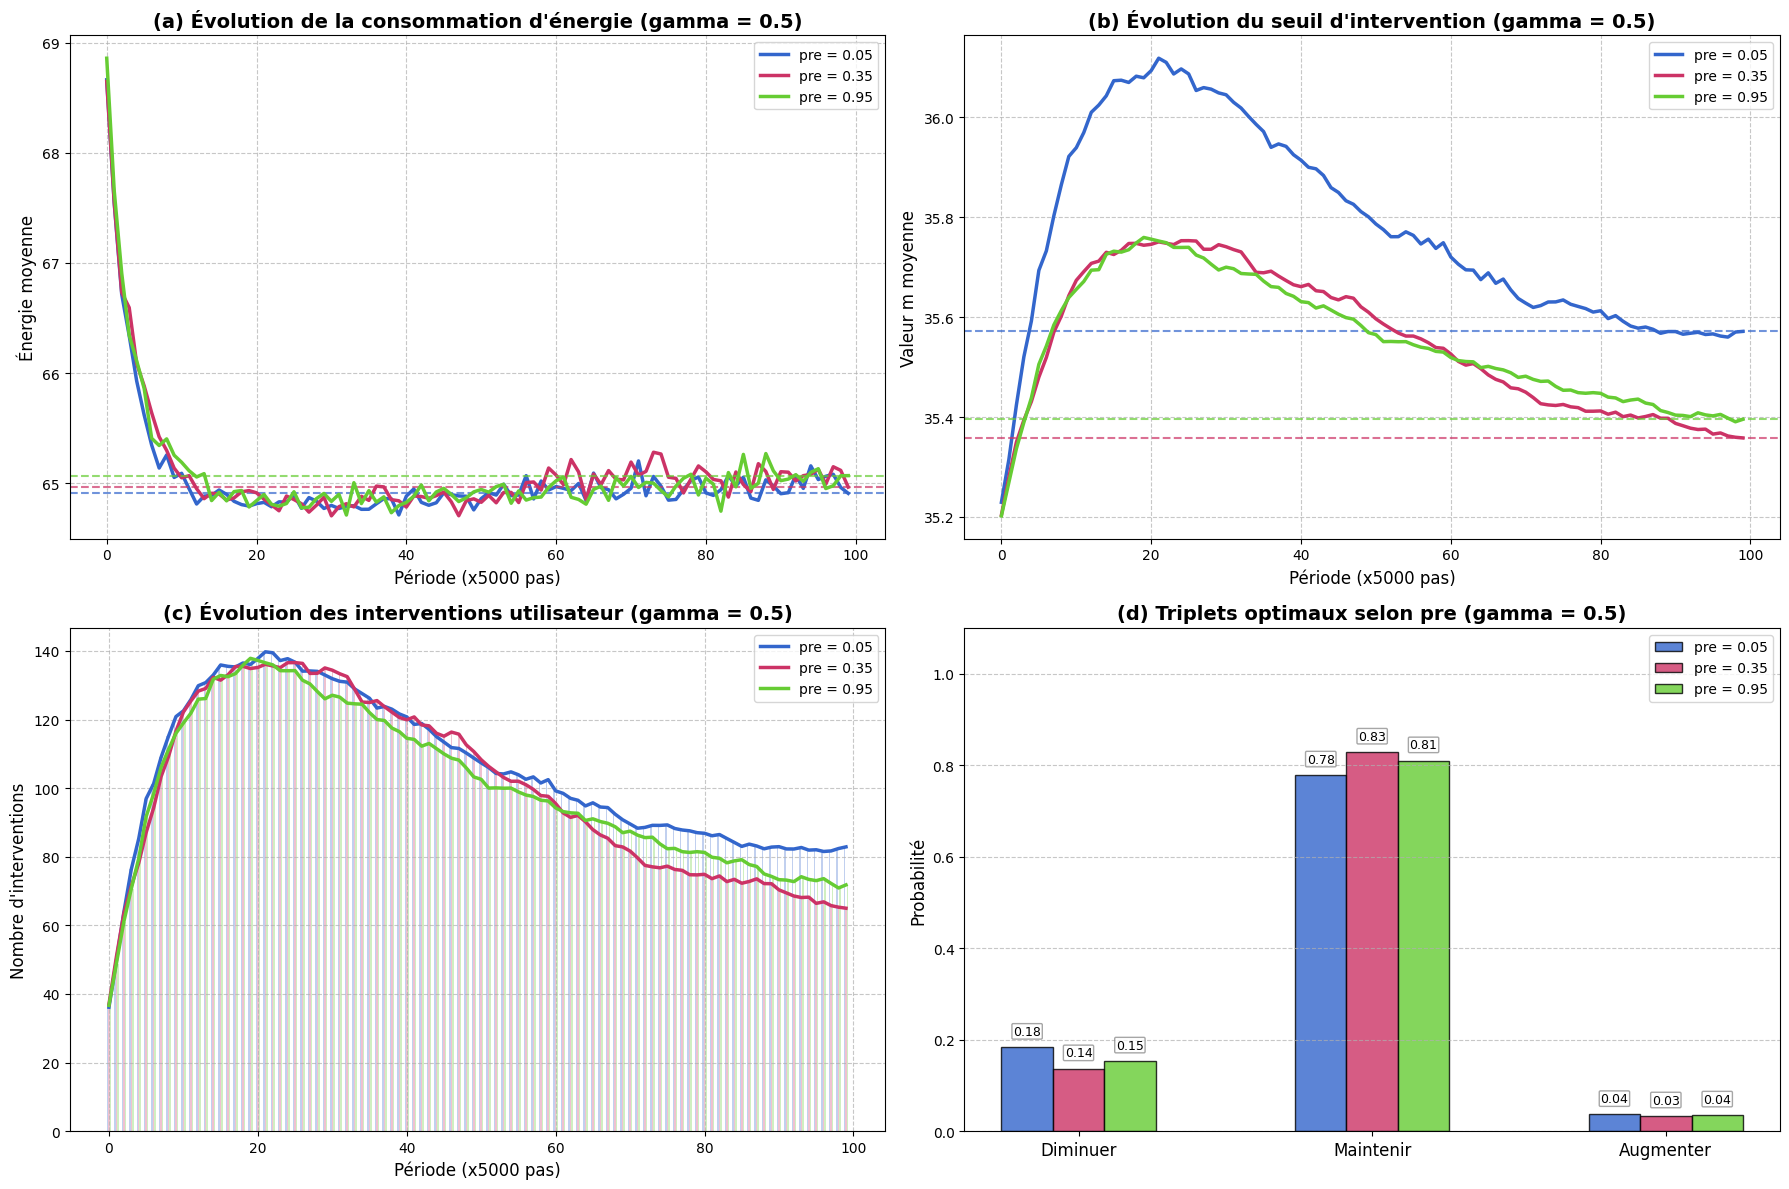 (a) Évolution de la consommation d'énergie (gamma = 0.5)
Énergie moyenne
69
68
67
66
65
pre = 0.05
pre = 0.35
pre = 0.95
0
20
40
60
80
100
Période (x5000 pas)
(b) Évolution du seuil d'intervention (gamma = 0.5)
Valeur m moyenne
36.0
35.8
35.6
35.4
35.2
pre = 0.05
pre = 0.35
pre = 0.95
0
20
40
60
80
100
Période (x5000 pas)
(c) Évolution des interventions utilisateur (gamma = 0.5)
Nombre d'interventions
140
120
100
80
60
40
20
0
pre = 0.05
pre = 0.35
pre = 0.95
0
20
40
60
80
100
Période (x5000 pas)
(d) Triplets optimaux selon pre (gamma = 0.5)
Probabilité
1.0
0.8
0.6
0.4
0.2
0.0
pre = 0.05
pre = 0.35
pre = 0.95
0.18
0.14
0.15
0.78
0.83
0.81
0.04
0.03
0.04
Diminuer
Maintenir
Augmenter